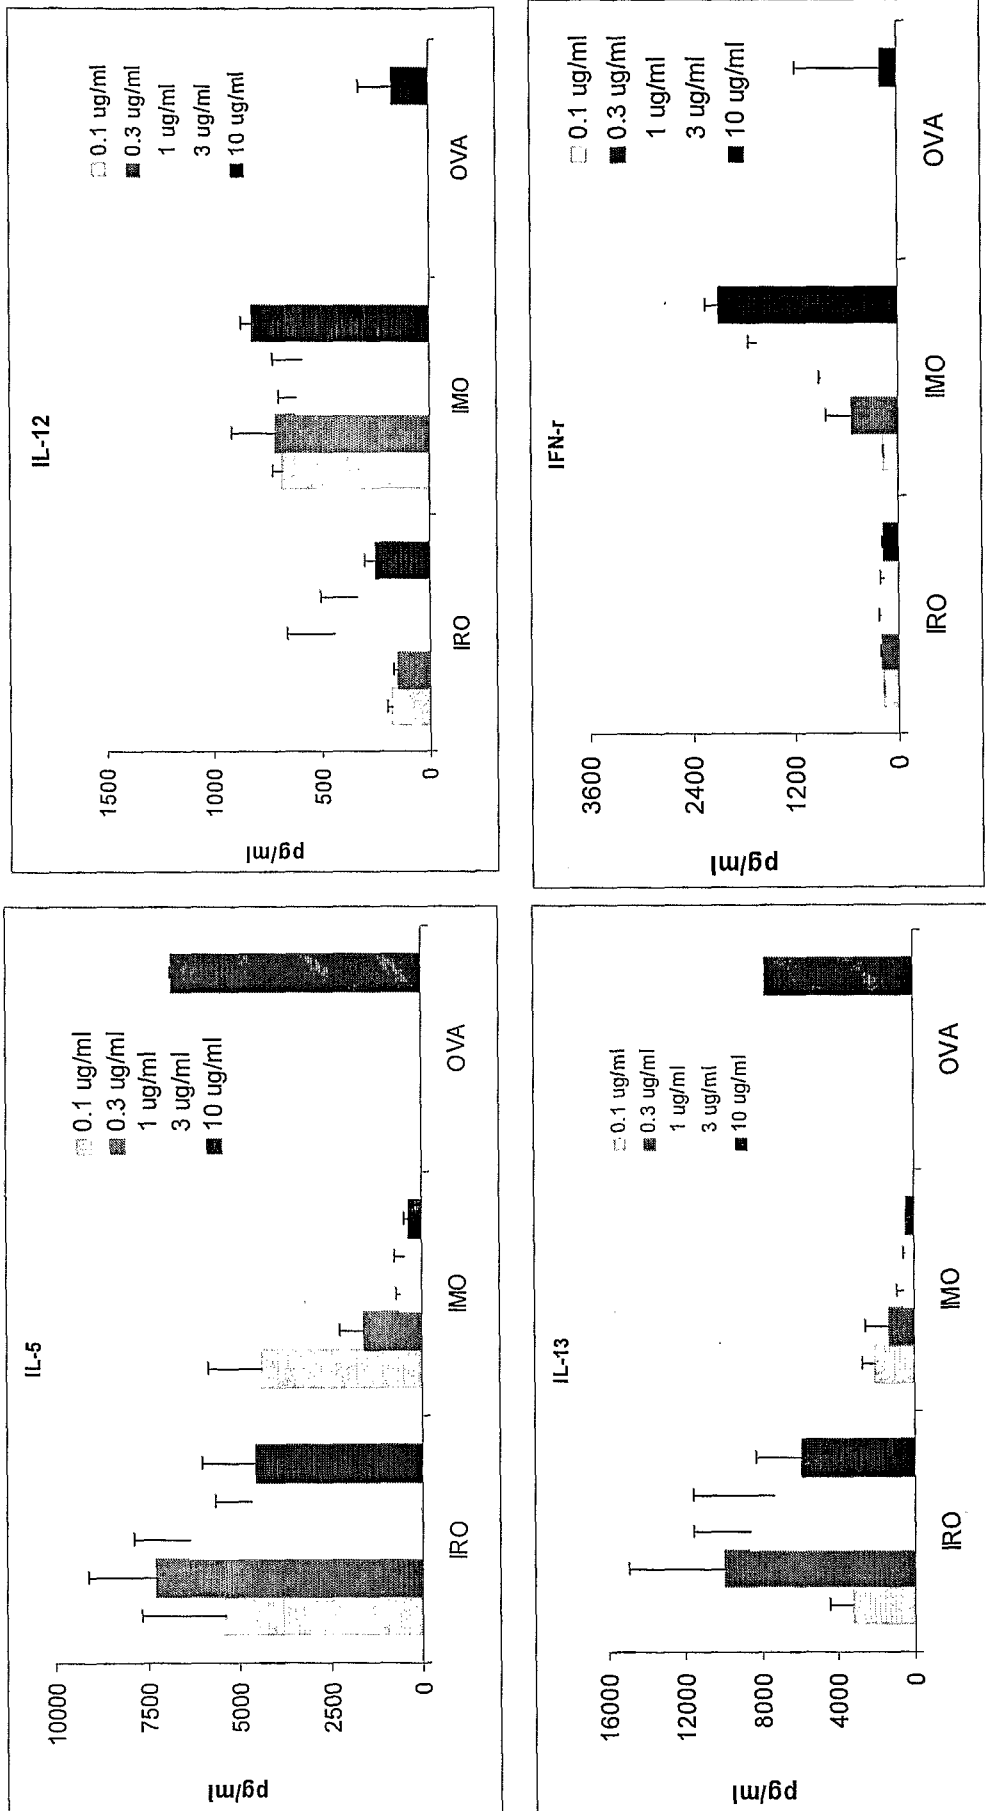 IL-5
10000
7500
5000
2500
0
pg/ml
IRO
IMO
OVA
0.1 ug/ml
0.3 ug/ml
1 ug/ml
3 ug/ml
10 ug/ml
IL-12
1500
1000
500
0
pg/ml
IRO
IMO
OVA
0.1 ug/ml
0.3 ug/ml
1 ug/ml
3 ug/ml
10 ug/ml
IL-13
16000
12000
8000
4000
0
pg/ml
IRO
IMO
OVA
0.1 ug/ml
0.3 ug/ml
1 ug/ml
3 ug/ml
10 ug/ml
IFN-r
3600
2400
1200
0
pg/ml
IRO
IMO
OVA
0.1 ug/ml
0.3 ug/ml
1 ug/ml
3 ug/ml
10 ug/ml